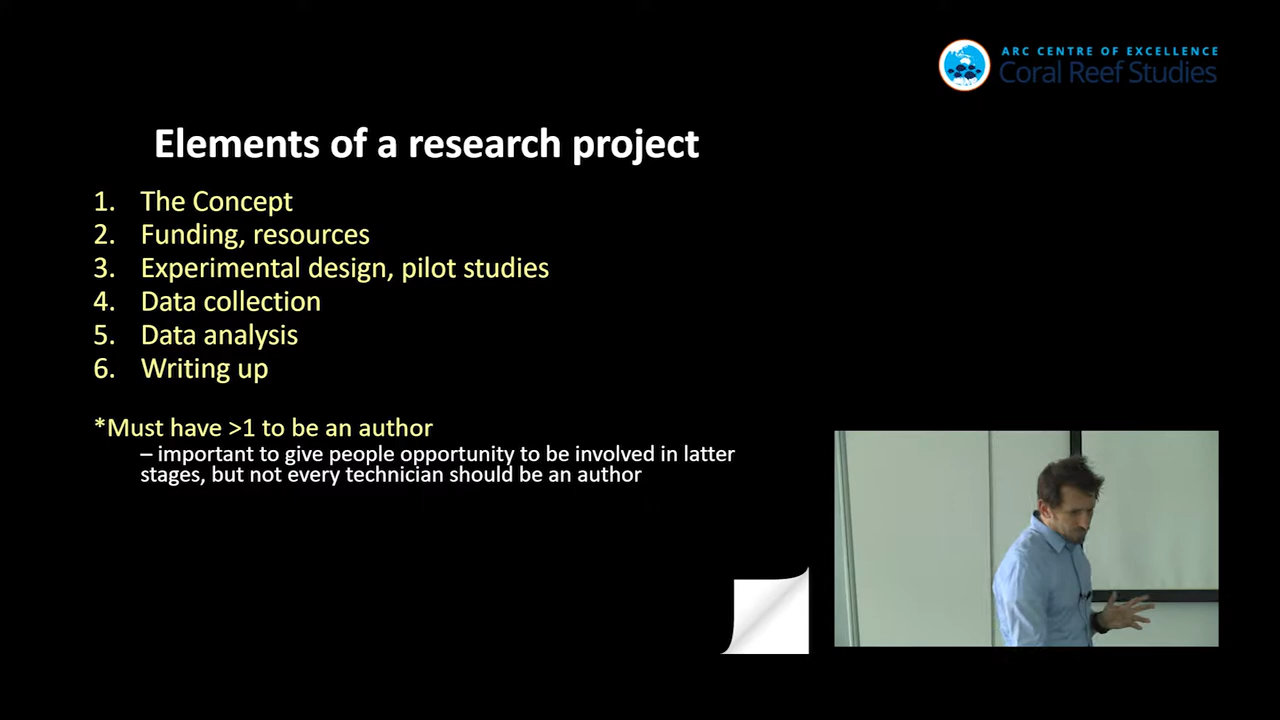 ARC CENTRE OF EXCELLENCE
Coral Reef Studies
Elements of a research project
1. The Concept
2. Funding, resources
3. Experimental design, pilot studies
4. Data collection
5. Data analysis
6. Writing up
*Must have >1 to be an author
– important to give people opportunity to be involved in latter
stages, but not every technician should be an author